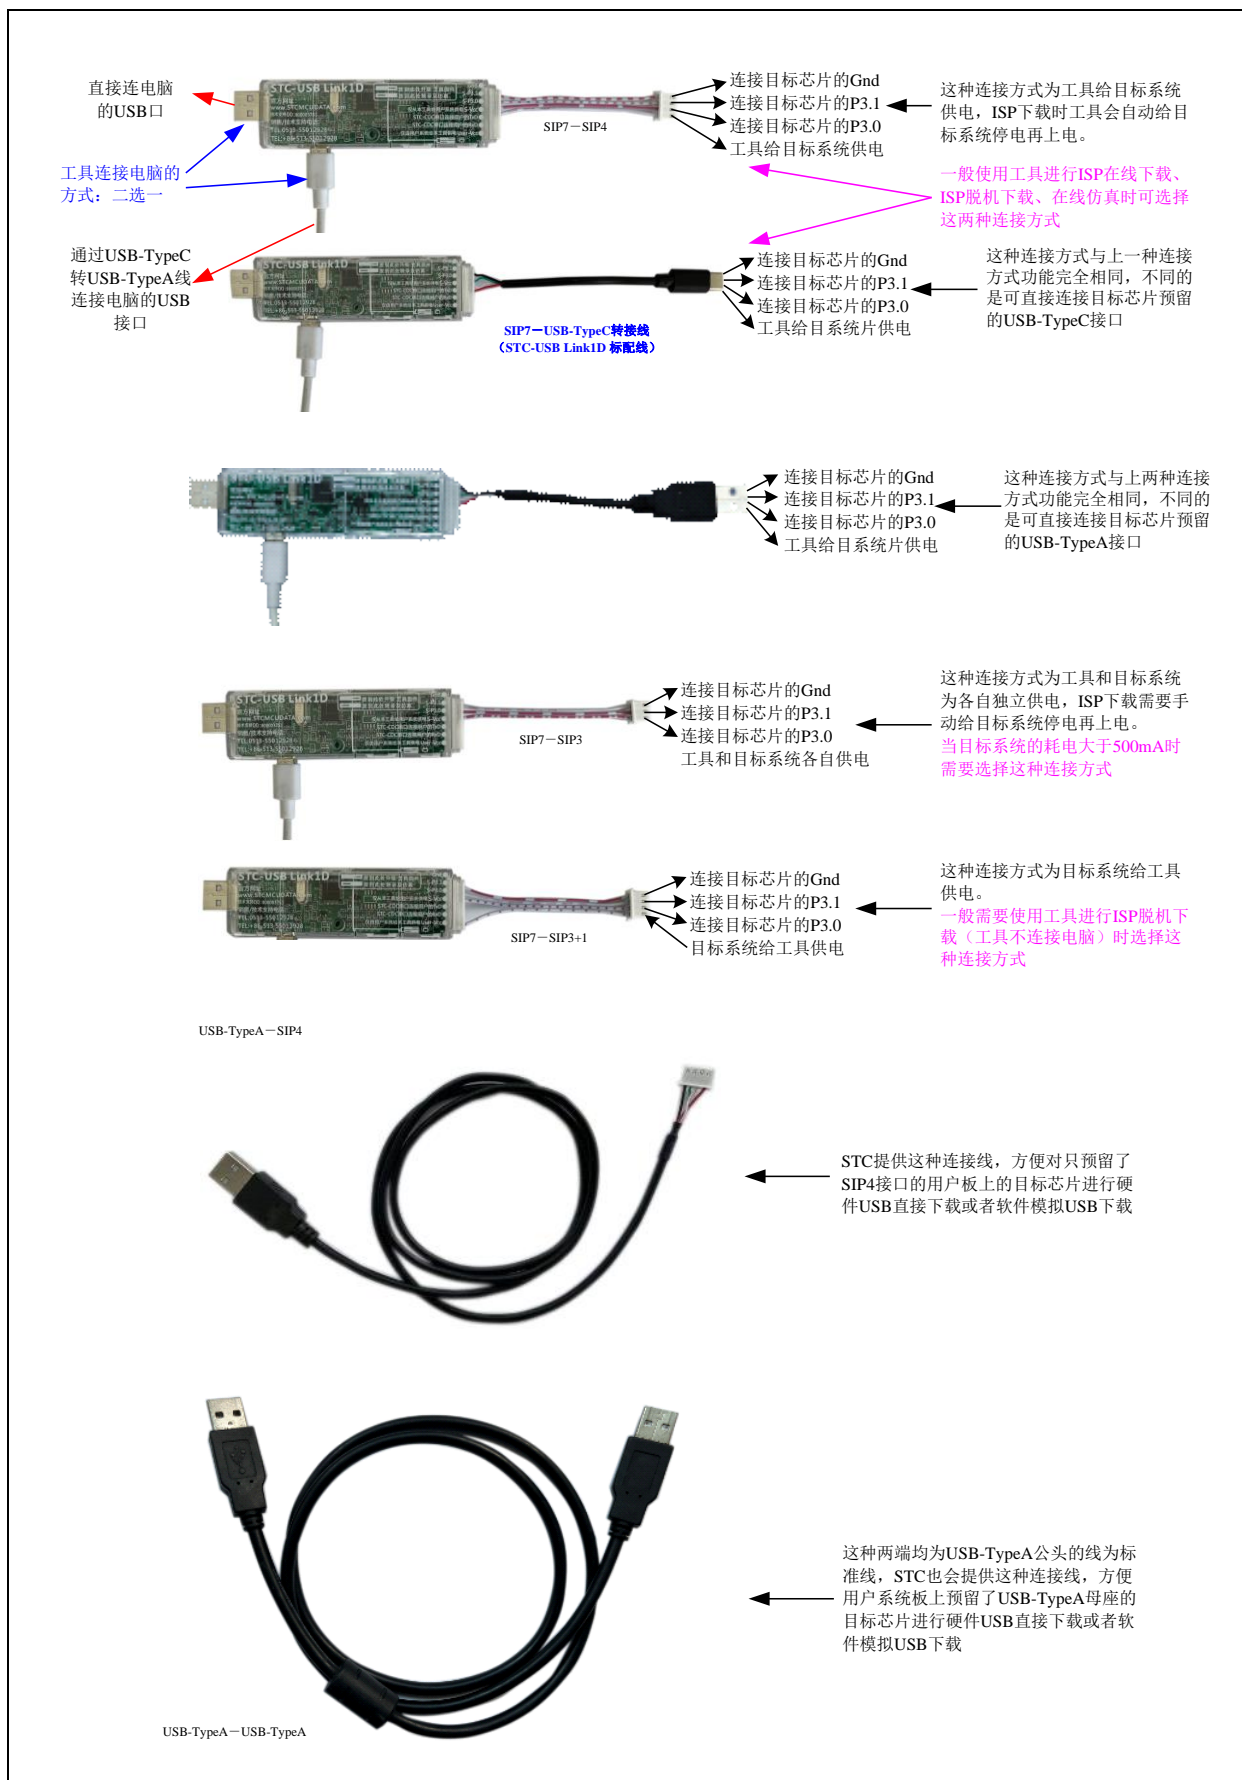 直接连电脑
的USB口
工具连接电脑的
方式：二选一
STC-USB Link1D
www.STCMCUDATA.com
SIP7－SIP4
连接目标芯片的Gnd
连接目标芯片的P3.1
连接目标芯片的P3.0
工具给目标系统供电
这种连接方式为工具给目标系统
供电，ISP下载时工具会自动给目
标系统停电再上电。
一般使用工具进行ISP在线下载、
ISP脱机下载、在线仿真时可选择
这两种连接方式
通过USB-TypeC
转USB-TypeA线
连接电脑的USB
接口
STC-USB Link1D
SIP7－USB-TypeC转接线
（STC-USB Link1D 标配线）
连接目标芯片的Gnd
连接目标芯片的P3.1
连接目标芯片的P3.0
工具给目系统片供电
这种连接方式与上一种连接
方式功能完全相同，不同的
是可直接连接目标芯片预留
的USB-TypeC接口
连接目标芯片的Gnd
连接目标芯片的P3.1
连接目标芯片的P3.0
工具给目系统片供电
这种连接方式与上两种连接
方式功能完全相同，不同的
是可直接连接目标芯片预留
的USB-TypeA接口
STC-USB Link1D
www.STCMCUDATA.com
SIP7－SIP3
连接目标芯片的Gnd
连接目标芯片的P3.1
连接目标芯片的P3.0
工具和目标系统各自供电
这种连接方式为工具和目标系统
为各自独立供电，ISP下载需要手
动给目标系统停电再上电。
当目标系统的耗电大于500mA时
需要选择这种连接方式
STC-USB Link1D
SIP7－SIP3+1
连接目标芯片的Gnd
连接目标芯片的P3.1
连接目标芯片的P3.0
目标系统给工具供电
这种连接方式为目标系统给工具
供电。
一般需要使用工具进行ISP脱机下
载（工具不连接电脑）时选择这
种连接方式
USB-TypeA－SIP4
STC提供这种连接线，方便对只预留了
SIP4接口的用户板上的目标芯片进行硬
件USB直接下载或者软件模拟USB下载
这种两端均为USB-TypeA公头的线为标
准线，STC也会提供这种连接线，方便
用户系统板上预留了USB-TypeA母座的
目标芯片进行硬件USB直接下载或者软
件模拟USB下载
USB-TypeA－USB-TypeA